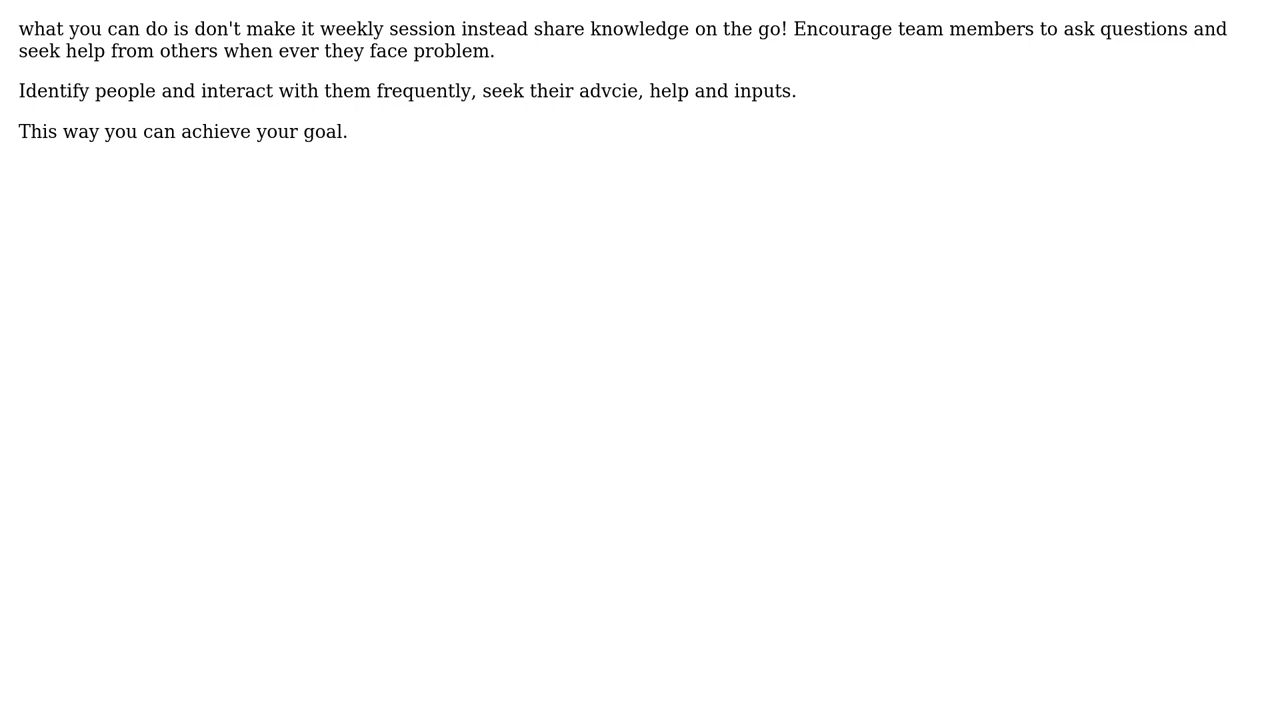 what you can do is don't make it weekly session instead share knowledge on the go! Encourage team members to ask questions and
seek help from others when ever they face problem.
Identify people and interact with them frequently, seek their advcie, help and inputs.
This way you can achieve your goal.